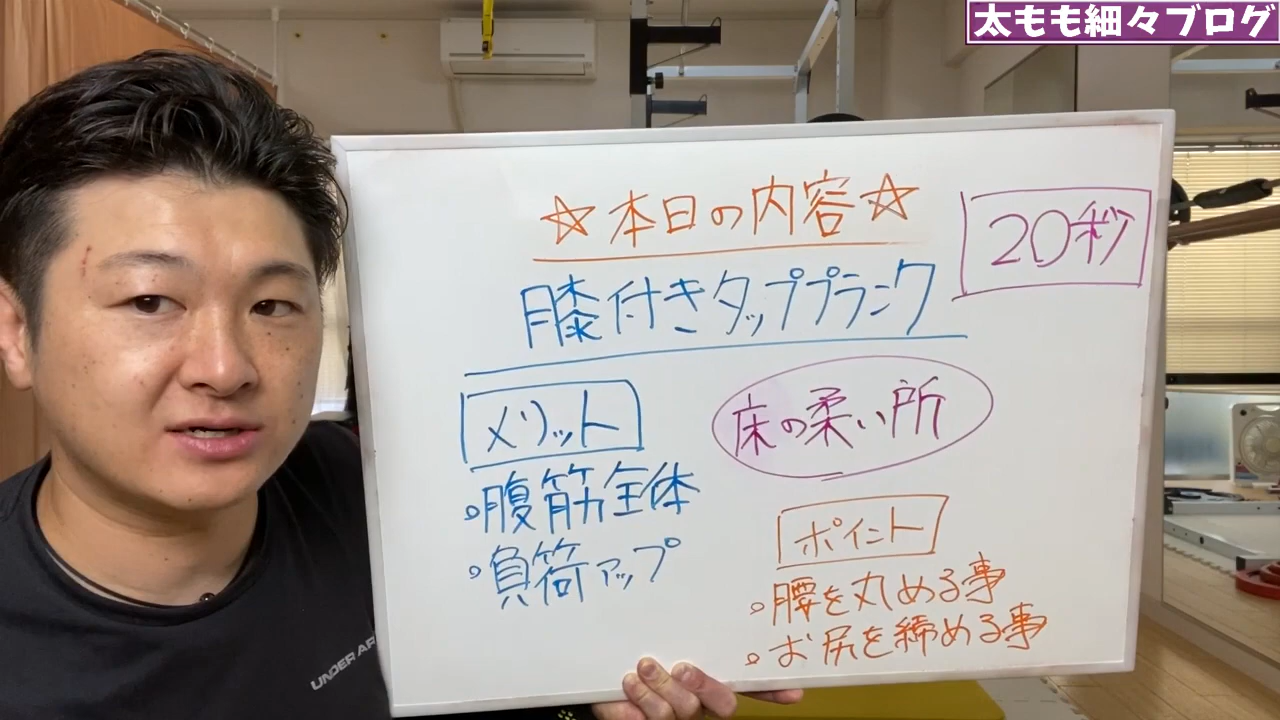 太もも細々ブログ
☆本日の内容☆
20秒
膝付きタッププランク
メリット
床の柔い所
。腹筋全体
。負荷アップ
ポイント
。腰を丸める事
。お尻を締める事
UNDER AR